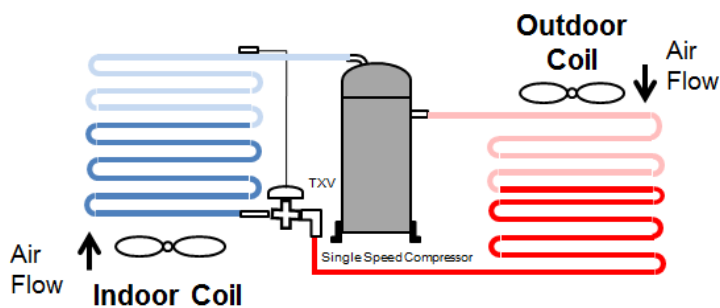 Outdoor
Coil
Air
Flow
TXV
Single Speed Compressor
Air
Flow
Indoor Coil